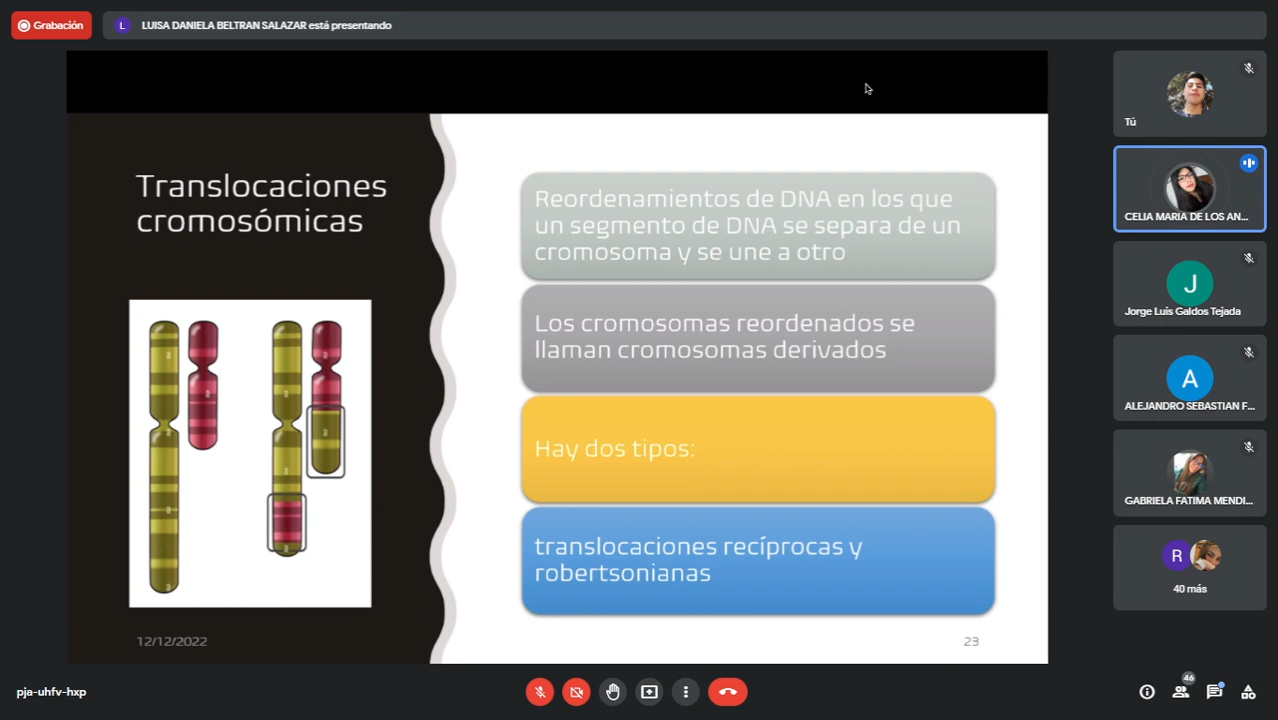 Grabación
L
LUISA DANIELA BELTRAN SALAZAR está presentando
Translocaciones
cromosómicas
Reordenamientos de DNA en los que
un segmento de DNA se separa de un
cromosoma y se une a otro
Los cromosomas reordenados se
llaman cromosomas derivados
Hay dos tipos:
translocaciones recíprocas y
robertsonianas
12/12/2022
23
Tú
CELIA MARIA DE LOS AN...
J
Jorge Luis Galdos Tejada
A
ALEJANDRO SEBASTIAN F...
GABRIELA FATIMA MENDI...
R
40 más
pja-uhfv-hxp
46